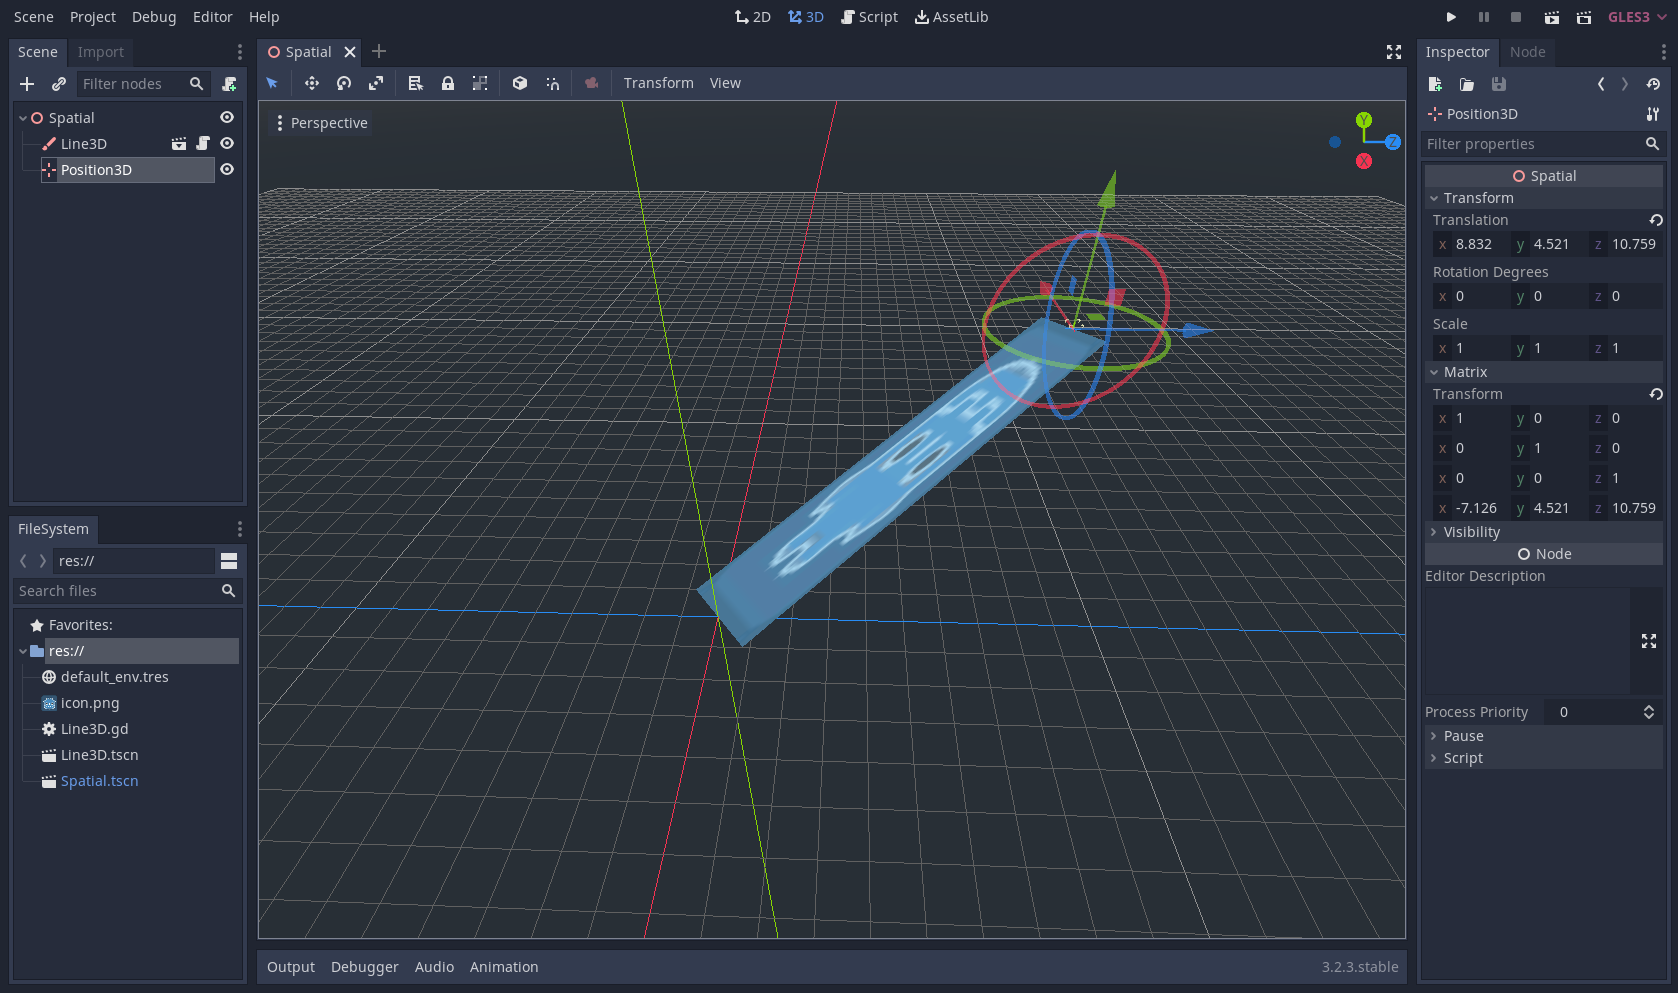 Scene Project Debug Editor Help
2D 3D Script AssetLib
GLES3
Scene Import
Filter nodes
Spatial
Line3D
Position3D
FileSystem
res://
Search files
Favorites:
res://
default_env.tres
icon.png
Line3D.gd
Line3D.tscn
Spatial.tscn
Spatial
Transform View
Perspective
Y
Z
X
Output Debugger Audio Animation
3.2.3.stable
Inspector Node
Position3D
Filter properties
Spatial
Transform
Translation
x 8.832 y 4.521 z 10.759
Rotation Degrees
x 0 y 0 z 0
Scale
x 1 y 1 z 1
Matrix
Transform
x 1 y 0 z 0
x 0 y 1 z 0
x 0 y 0 z 1
x -7.126 y 4.521 z 10.759
Visibility
Node
Editor Description
Process Priority 0
Pause
Script